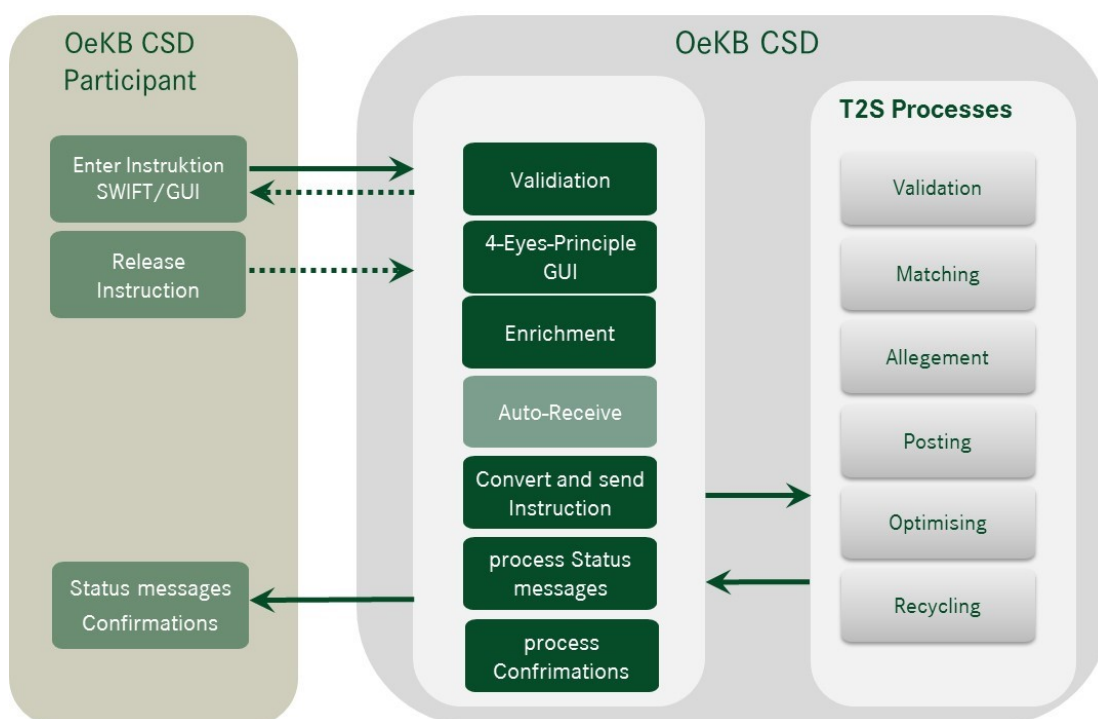 OeKB CSD
Participant
Enter Instruktion
SWIFT/GUI
Release
Instruction
Status messages
Confirmations
OeKB CSD
Validiation
4-Eyes-Principle
GUI
Enrichment
Auto-Receive
Convert and send
Instruction
process Status
messages
process
Confrimations
T2S Processes
Validation
Matching
Allegement
Posting
Optimising
Recycling